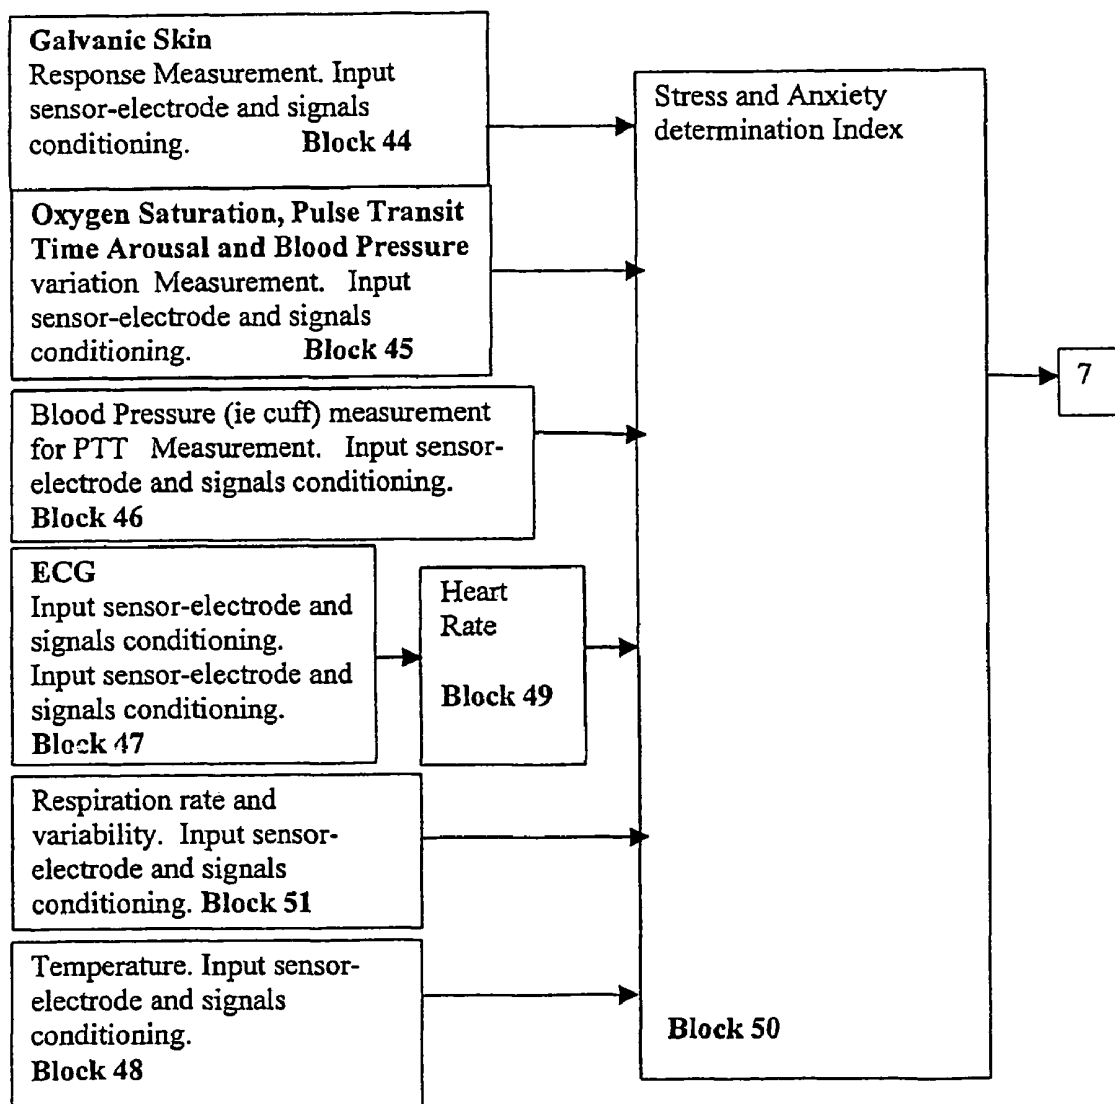 Galvanic Skin
Response Measurement. Input
sensor-electrode and signals
conditioning. Block 44
Oxygen Saturation, Pulse Transit
Time Arousal and Blood Pressure
variation Measurement. Input
sensor-electrode and signals
conditioning. Block 45
Blood Pressure (ie cuff) measurement
for PTT Measurement. Input sensor-
electrode and signals conditioning.
Block 46
ECG
Input sensor-electrode and
signals conditioning.
Input sensor-electrode and
signals conditioning.
Block 47
Heart
Rate
Block 49
Respiration rate and
variability. Input sensor-
electrode and signals
conditioning. Block 51
Temperature. Input sensor-
electrode and signals
conditioning.
Block 48
Stress and Anxiety
determination Index
Block 50
7